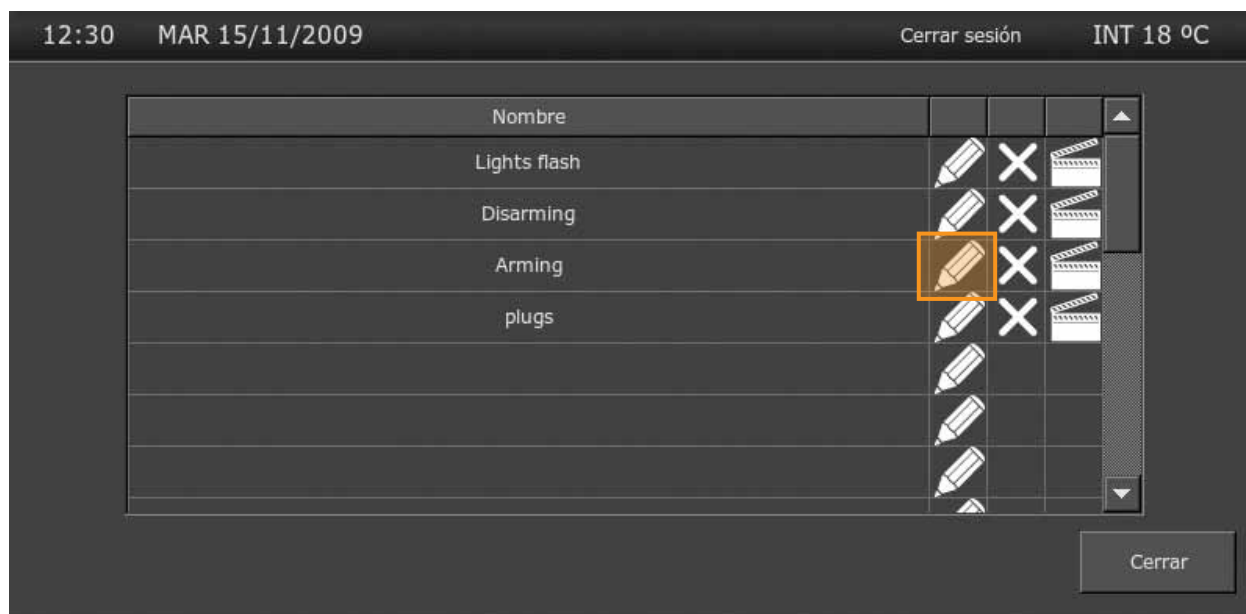 12:30 MAR 15/11/2009 Cerrar sesión INT 18 ºC
Nombre
Lights flash
Disarming
Arming
plugs
Cerrar